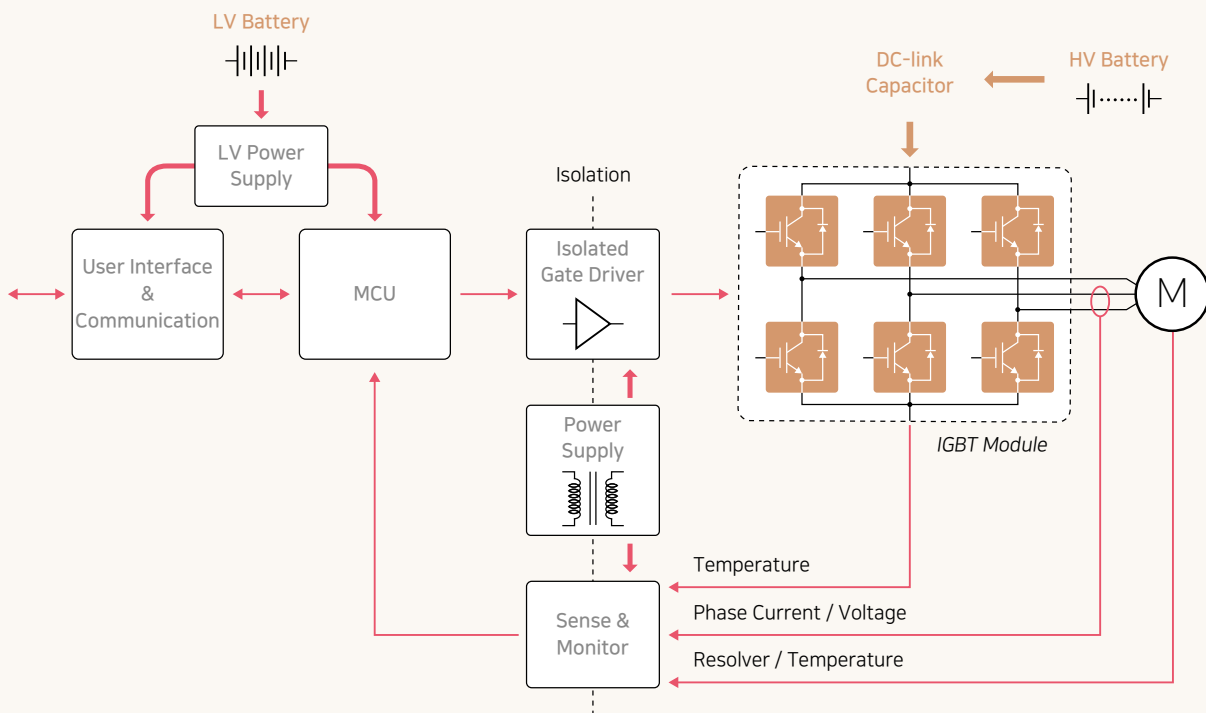 LV Battery
DC-link
Capacitor
HV Battery
LV Power
Supply
Isolation
User Interface
&
Communication
MCU
Isolated
Gate Driver
M
Power
Supply
IGBT Module
Temperature
Sense &
Monitor
Phase Current / Voltage
Resolver / Temperature